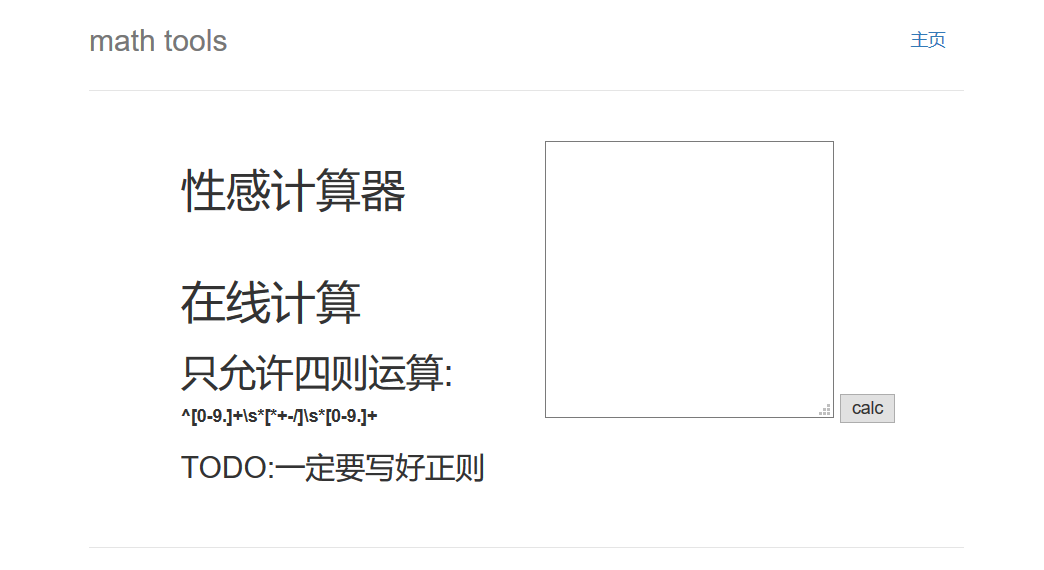 math tools
主页
性感计算器
在线计算
只允许四则运算:
^[0-9.]+\s*[*+-/]\s*[0-9.]+
calc
TODO:一定要写好正则